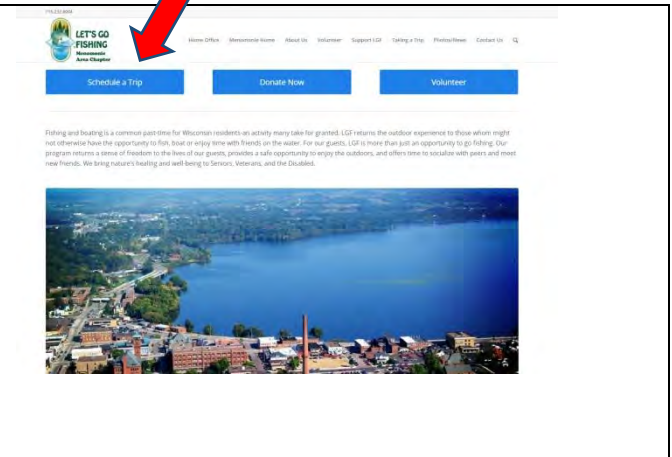 LET'S GO
FISHING
Menomonie
Area Chapter
Home Office Menomonie Home About Us Volunteer Support LGF Taking a Trip Photos/News Contact Us
Schedule a Trip Donate Now Volunteer
Fishing and boating is a common past-time for Wisconsin residents an activity many take for granted. LGF returns the outdoor experience to those whom might
not otherwise have the opportunity to fish, boat or enjoy time with friends on the water. For our guests, LGF is more than just an opportunity to go fishing. Our
program returns a sense of freedom to the lives of our guests, provides a safe opportunity to enjoy the outdoors, and offers time to socialize with peers and meet
new friends. We bring nature's healing and well-being to Seniors, Veterans, and the Disabled.